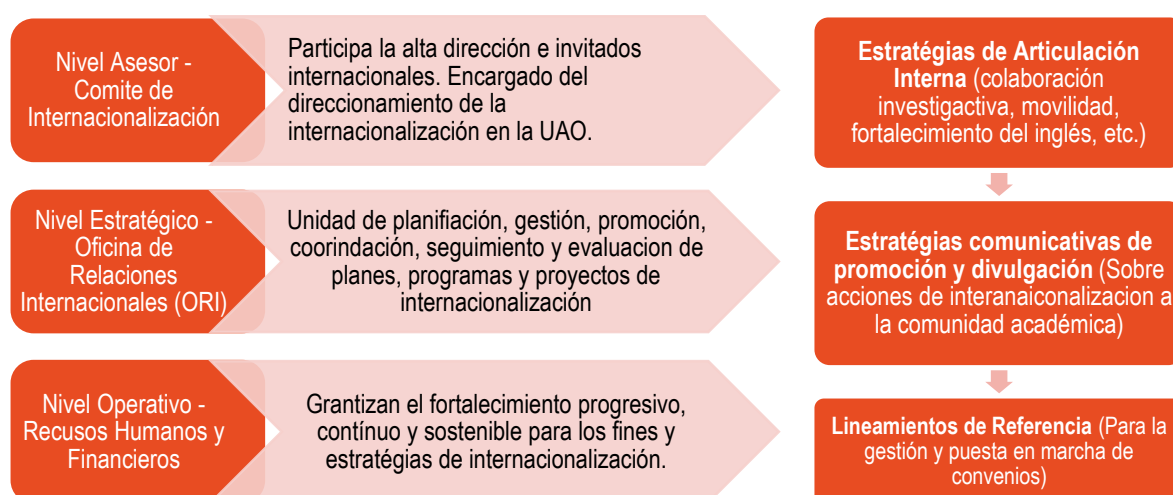 Nivel Asesor -
Comite de
Internacionalización
Participa la alta dirección e invitados
internacionales. Encargado del
direccionamiento de la
internacionalización en la UAO.
Nivel Estratégico -
Oficina de
Relaciones
Internacionales (ORI)
Unidad de planifiación, gestión, promoción,
coorindación, seguimiento y evaluacion de
planes, programas y proyectos de
internacionalización
Nivel Operativo -
Recusos Humanos y
Financieros
Grantizan el fortalecimiento progresivo,
contínuo y sostenible para los fines y
estratégias de internacionalización.
Estratégias de Articulación
Interna (colaboración
investigactiva, movilidad,
fortalecimiento del inglés, etc.)
Estratégias comunicativas de
promoción y divulgación (Sobre
acciones de interanaiconalizacion a
la comunidad académica)
Lineamientos de Referencia (Para la
gestión y puesta en marcha de
convenios)